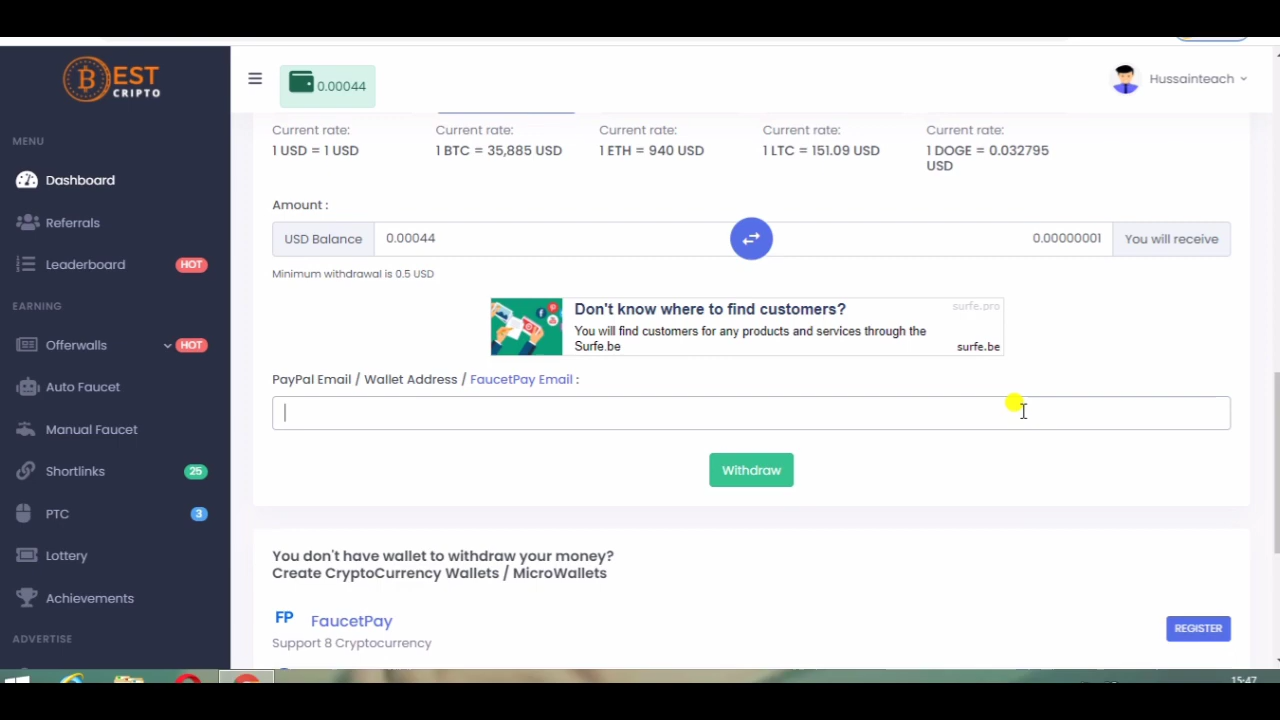 BEST
CRIPTO
0.00044
Hussainteach
MENU
Dashboard
Referrals
Leaderboard
HOT
EARNING
Offerwalls
HOT
Auto Faucet
Manual Faucet
Shortlinks
25
PTC
3
Lottery
Achievements
ADVERTISE
Current rate:
1 USD = 1 USD
Current rate:
1 BTC = 35,885 USD
Current rate:
1 ETH = 940 USD
Current rate:
1 LTC = 151.09 USD
Current rate:
1 DOGE = 0.032795
USD
Amount :
USD Balance
0.00044
0.00000001
You will receive
Minimum withdrawal is 0.5 USD
Don't know where to find customers?
surfe.pro
You will find customers for any products and services through the
Surfe.be
surfe.be
PayPal Email / Wallet Address / FaucetPay Email :
Withdraw
You don't have wallet to withdraw your money?
Create CryptoCurrency Wallets / MicroWallets
FP
FaucetPay
Support 8 Cryptocurrency
REGISTER
15:47